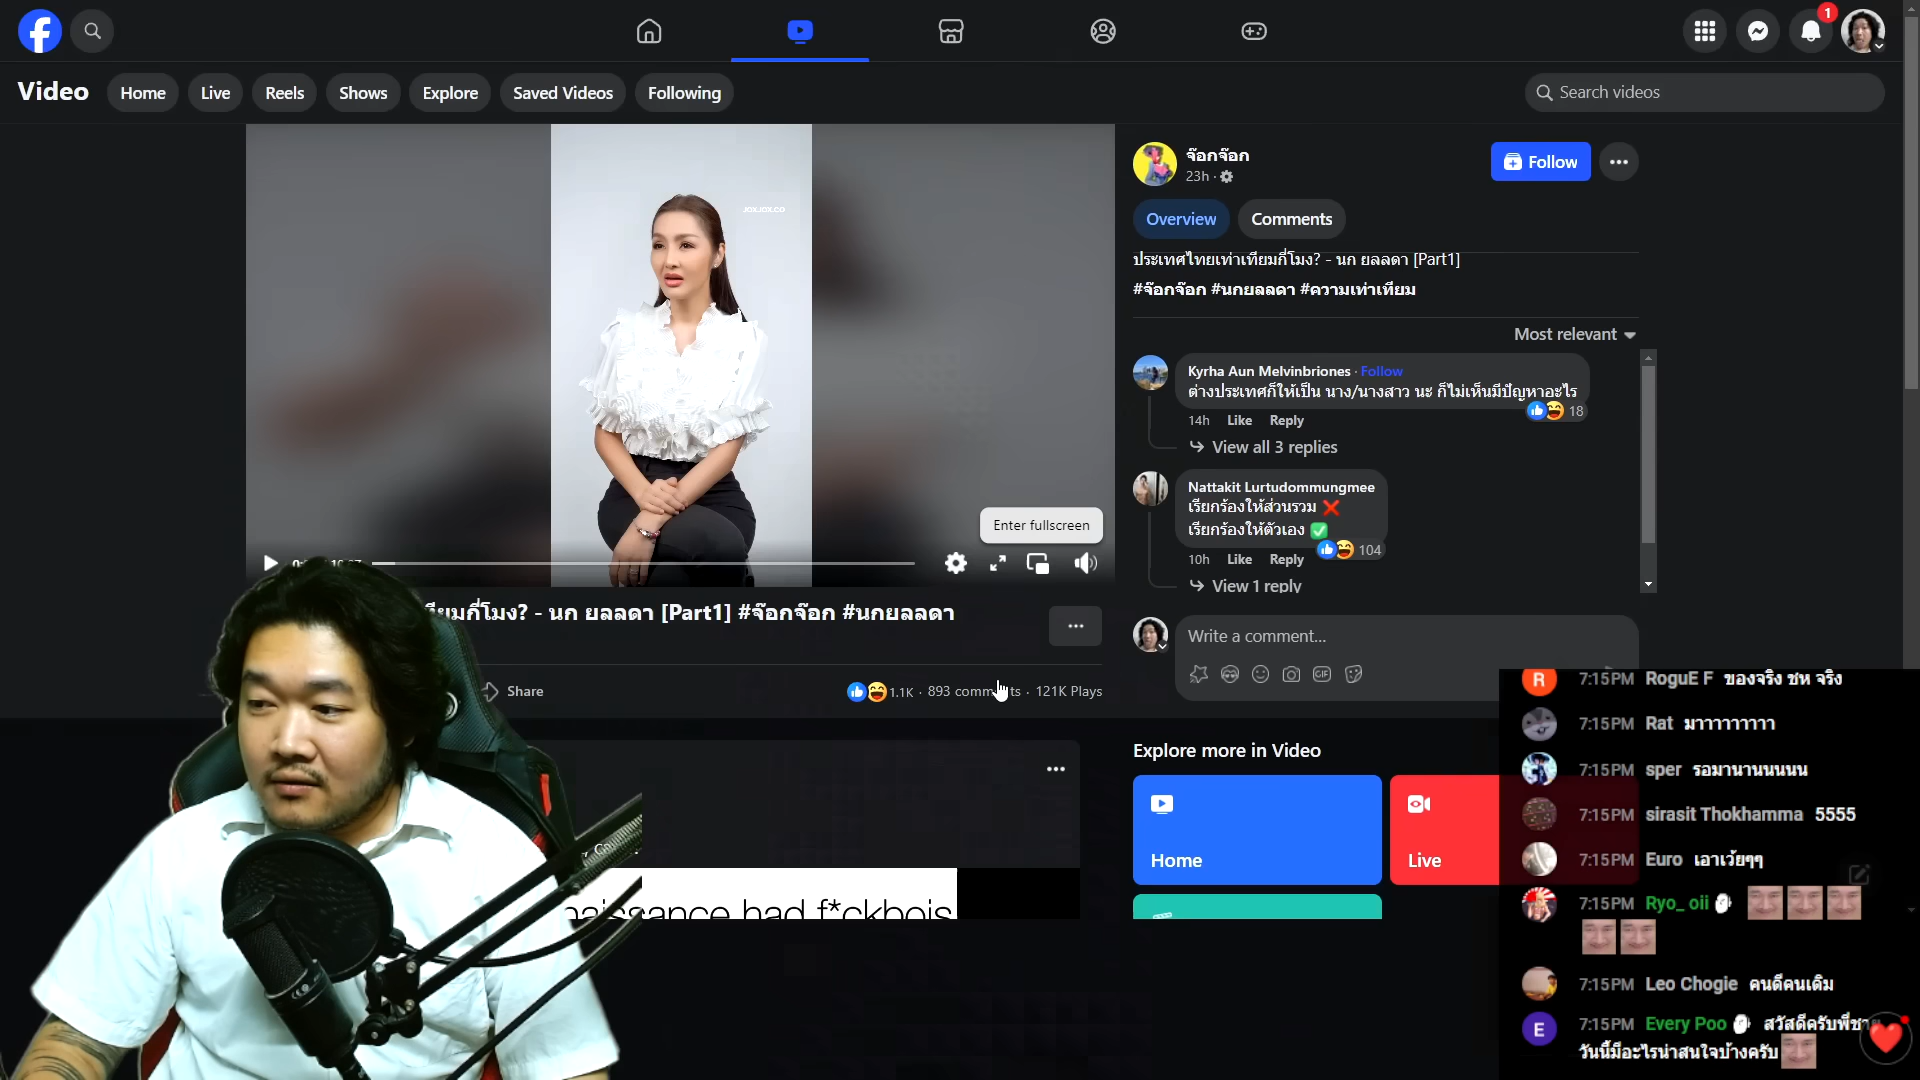 1
Video
Home
Live
Reels
Shows
Explore
Saved Videos
Following
Search videos
JOXJOX.CO
Enter fullscreen
ยมกี่โมง? - นก ยลลดา [Part1] #จ๊อกจ๊อก #นกยลลดา
Share
1.1K · 893 comments · 121K Plays
naissance had f*ckbois
จ๊อกจ๊อก
23h ·
Follow
Overview
Comments
ประเทศไทยเท่าเทียมกี่โมง? - นก ยลลดา [Part1]
#จ๊อกจ๊อก #นกยลลดา #ความเท่าเทียม
Most relevant
Kyrha Aun Melvinbriones · Follow
ต่างประเทศก็ให้เป็น นาง/นางสาว นะ ก็ไม่เห็นมีปัญหาอะไร
18
14h Like Reply
View all 3 replies
Nattakit Lurtudommungmee
เรียกร้องให้ส่วนรวม ❌
เรียกร้องให้ตัวเอง ✅
104
10h Like Reply
View 1 reply
Write a comment...
GIF
Explore more in Video
Home
Live
R 7:15PM RoguE F ของจริง ชห จริง
7:15PM Rat มาาาาาาาาา
7:15PM sper รอมานานนนนน
7:15PM sirasit Thokhamma 5555
7:15PM Euro เอาเว้ยๆๆ
7:15PM Ryo_ oii
7:15PM Leo Chogie คนดีคนเดิม
E 7:15PM Every Poo สวัสดีครับพี่ชา
วันนี้มีอะไรน่าสนใจบ้างครับ